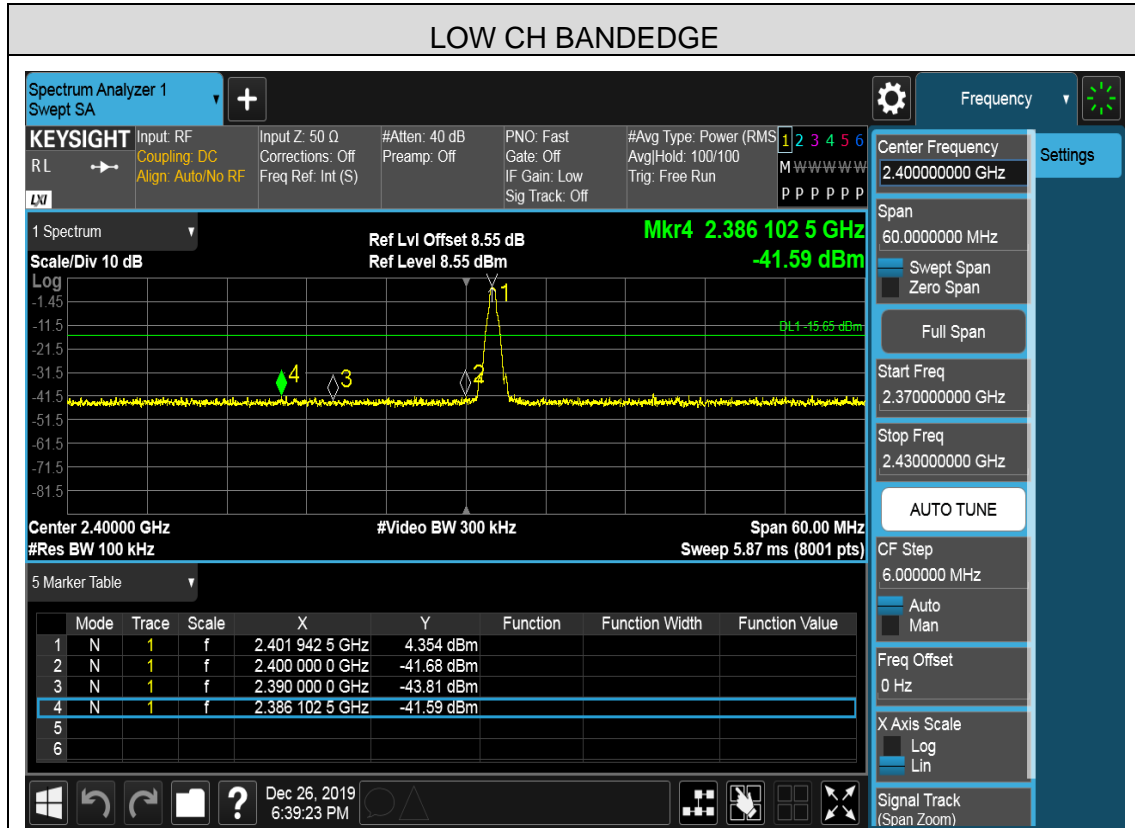 LOW CH BANDEDGE
Spectrum Analyzer 1
Swept SA
+
Frequency
KEYSIGHT
RL
LXI
Input: RF
Coupling: DC
Align: Auto/No RF
Input Z: 50 Ω
Corrections: Off
Freq Ref: Int (S)
#Atten: 40 dB
Preamp: Off
PNO: Fast
Gate: Off
IF Gain: Low
Sig Track: Off
#Avg Type: Power (RMS
Avg|Hold: 100/100
Trig: Free Run
1 2 3 4 5 6
M W W W W W
P P P P P P
1 Spectrum
Scale/Div 10 dB
Ref Lvl Offset 8.55 dB
Ref Level 8.55 dBm
Mkr4 2.386 102 5 GHz
-41.59 dBm
Log
-1.45
-11.5
-21.5
-31.5
-41.5
-51.5
-61.5
-71.5
-81.5
1
DL1 -15.65 dBm
4
3
2
Center 2.40000 GHz
#Video BW 300 kHz
Span 60.00 MHz
#Res BW 100 kHz
Sweep 5.87 ms (8001 pts)
5 Marker Table
Mode Trace Scale X Y Function Function Width Function Value
1 N 1 f 2.401 942 5 GHz 4.354 dBm
2 N 1 f 2.400 000 0 GHz -41.68 dBm
3 N 1 f 2.390 000 0 GHz -43.81 dBm
4 N 1 f 2.386 102 5 GHz -41.59 dBm
5
6
?
Dec 26, 2019
6:39:23 PM
Center Frequency
2.400000000 GHz
Settings
Span
60.0000000 MHz
Swept Span
Zero Span
Full Span
Start Freq
2.370000000 GHz
Stop Freq
2.430000000 GHz
AUTO TUNE
CF Step
6.000000 MHz
Auto
Man
Freq Offset
0 Hz
X Axis Scale
Log
Lin
Signal Track
(Span Zoom)